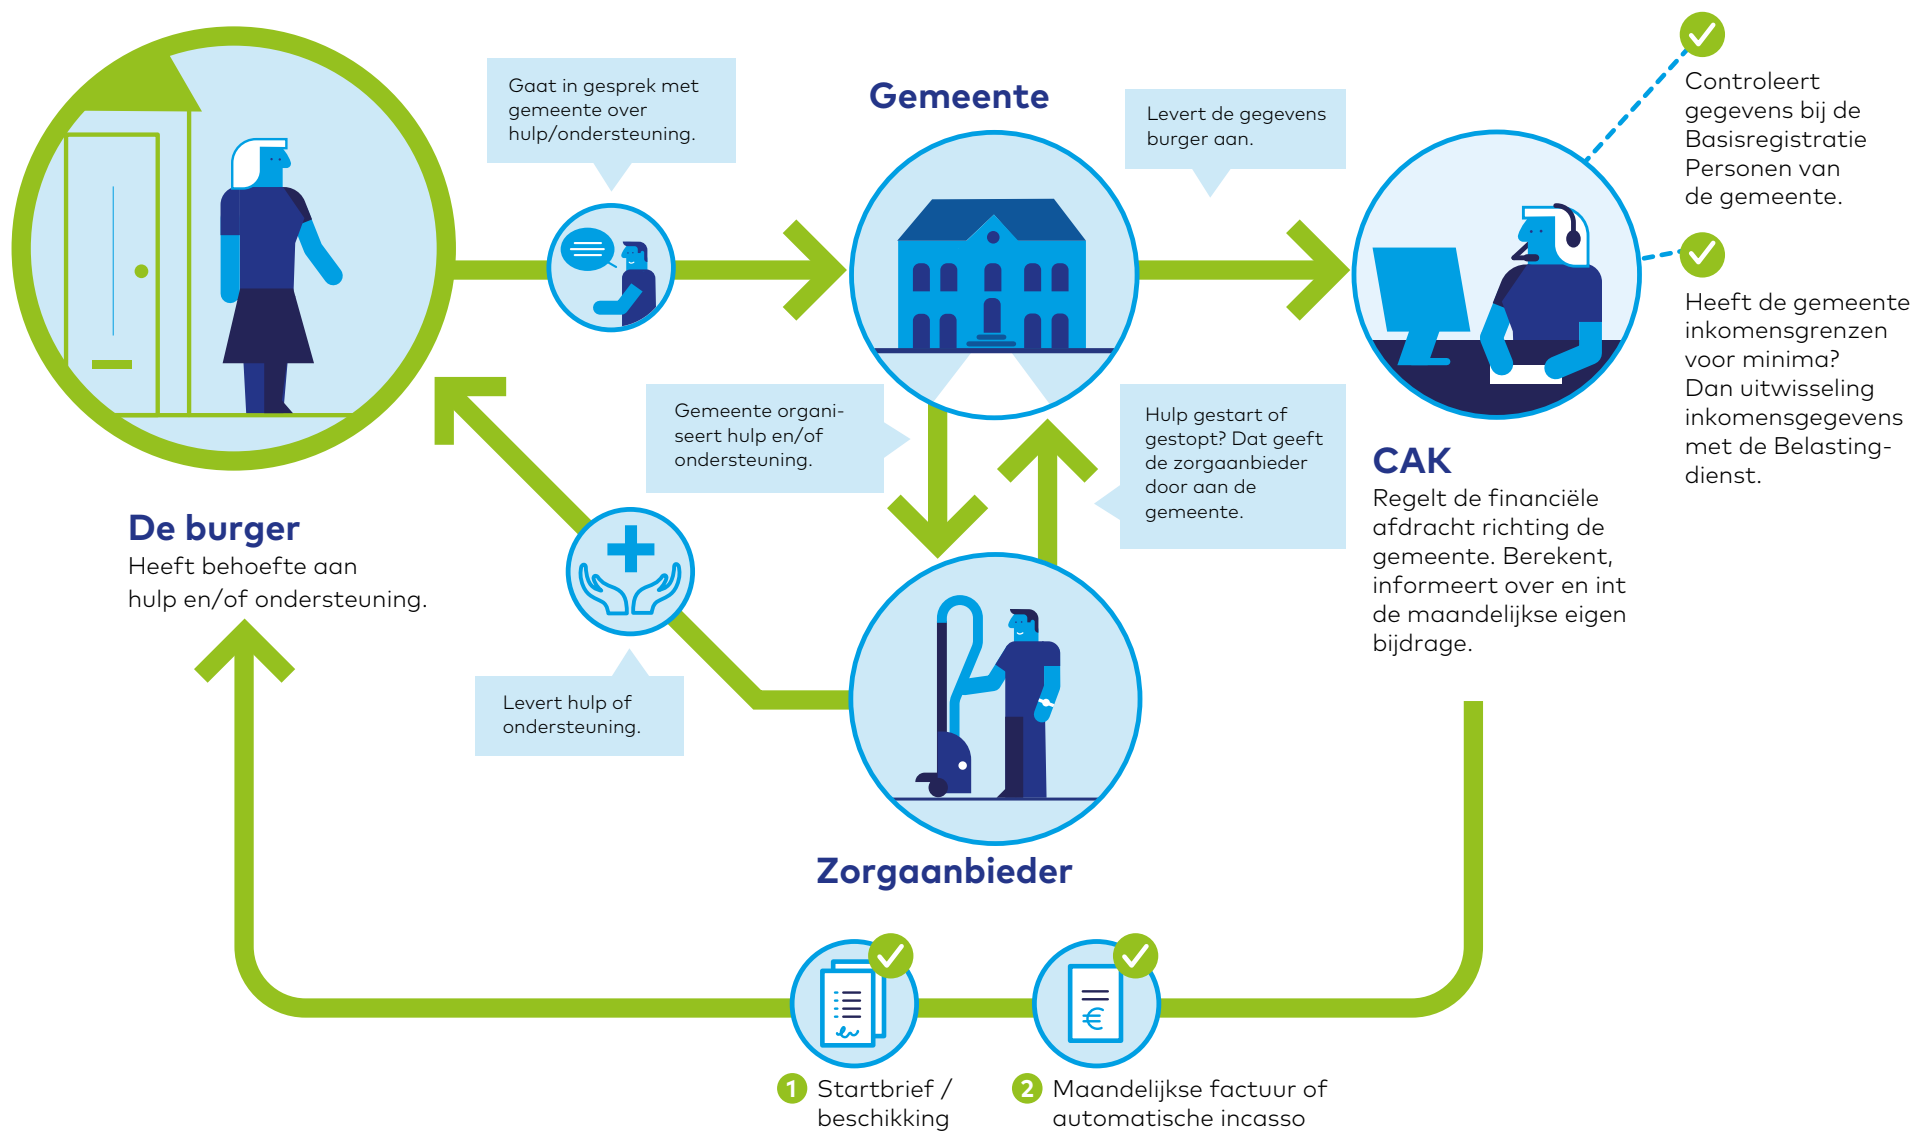 Gaat in gesprek met
gemeente over
hulp/ondersteuning.
Gemeente
Levert de gegevens
burger aan.
Controleert
gegevens bij de
Basisregistratie
Personen van
de gemeente.
Heeft de gemeente
inkomensgrenzen
voor minima?
Dan uitwisseling
inkomensgegevens
met de Belasting-
dienst.
Gemeente organi-
seert hulp en/of
ondersteuning.
Hulp gestart of
gestopt? Dat geeft
de zorgaanbieder
door aan de
gemeente.
CAK
Regelt de financiële
afdracht richting de
gemeente. Berekent,
informeert over en int
de maandelijkse eigen
bijdrage.
De burger
Heeft behoefte aan
hulp en/of ondersteuning.
Levert hulp of
ondersteuning.
Zorgaanbieder
€
1 Startbrief /
beschikking
2 Maandelijkse factuur of
automatische incasso